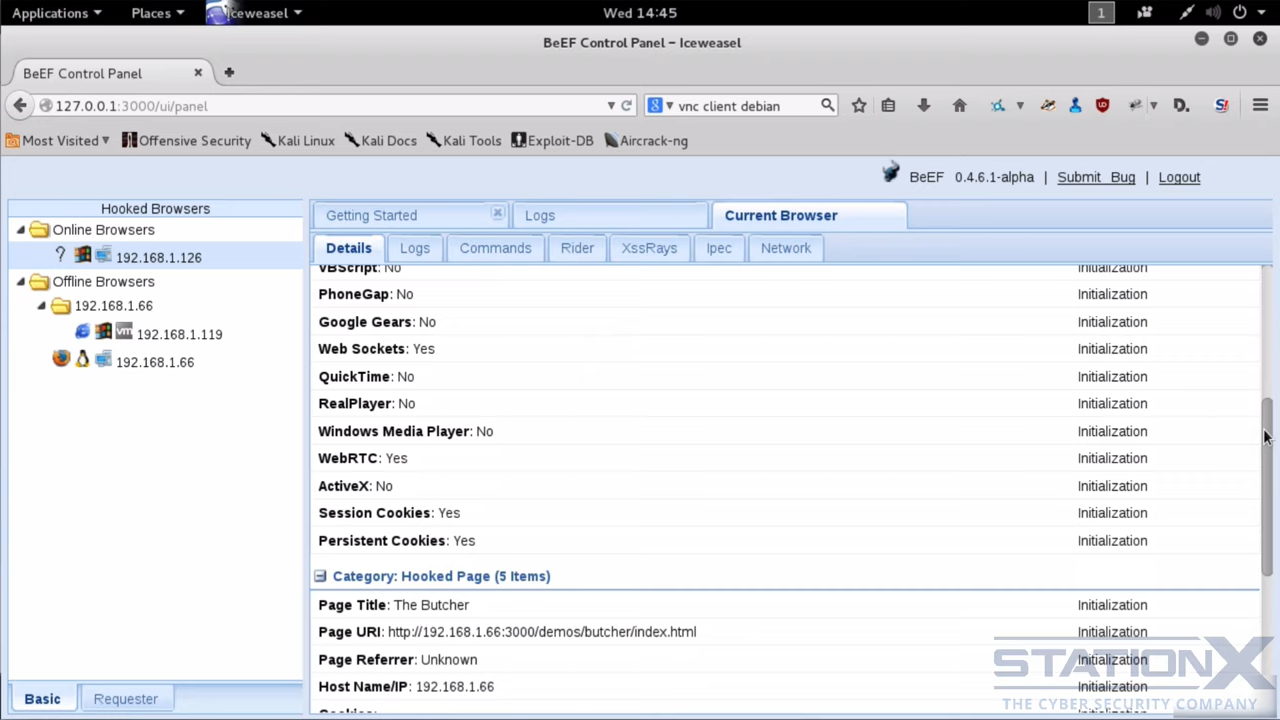 Applications Places Iceweasel Wed 14:45 1
BeEF Control Panel – Iceweasel
BeEF Control Panel
127.0.0.1:3000/ui/panel vnc client debian
Most Visited Offensive Security Kali Linux Kali Docs Kali Tools Exploit-DB Aircrack-ng
BeEF 0.4.6.1-alpha | Submit Bug | Logout
Hooked Browsers
Online Browsers
? 192.168.1.126
Offline Browsers
192.168.1.66
vm 192.168.1.119
192.168.1.66
Basic Requester
Getting Started Logs Current Browser
Details Logs Commands Rider XssRays Ipec Network
VBScript: No Initialization
PhoneGap: No Initialization
Google Gears: No Initialization
Web Sockets: Yes Initialization
QuickTime: No Initialization
RealPlayer: No Initialization
Windows Media Player: No Initialization
WebRTC: Yes Initialization
ActiveX: No Initialization
Session Cookies: Yes Initialization
Persistent Cookies: Yes Initialization
Category: Hooked Page (5 Items)
Page Title: The Butcher Initialization
Page URI: http://192.168.1.66:3000/demos/butcher/index.html Initialization
Page Referrer: Unknown Initialization
Host Name/IP: 192.168.1.66 Initialization
Cookies:
STATIONX
THE CYBER SECURITY COMPANY